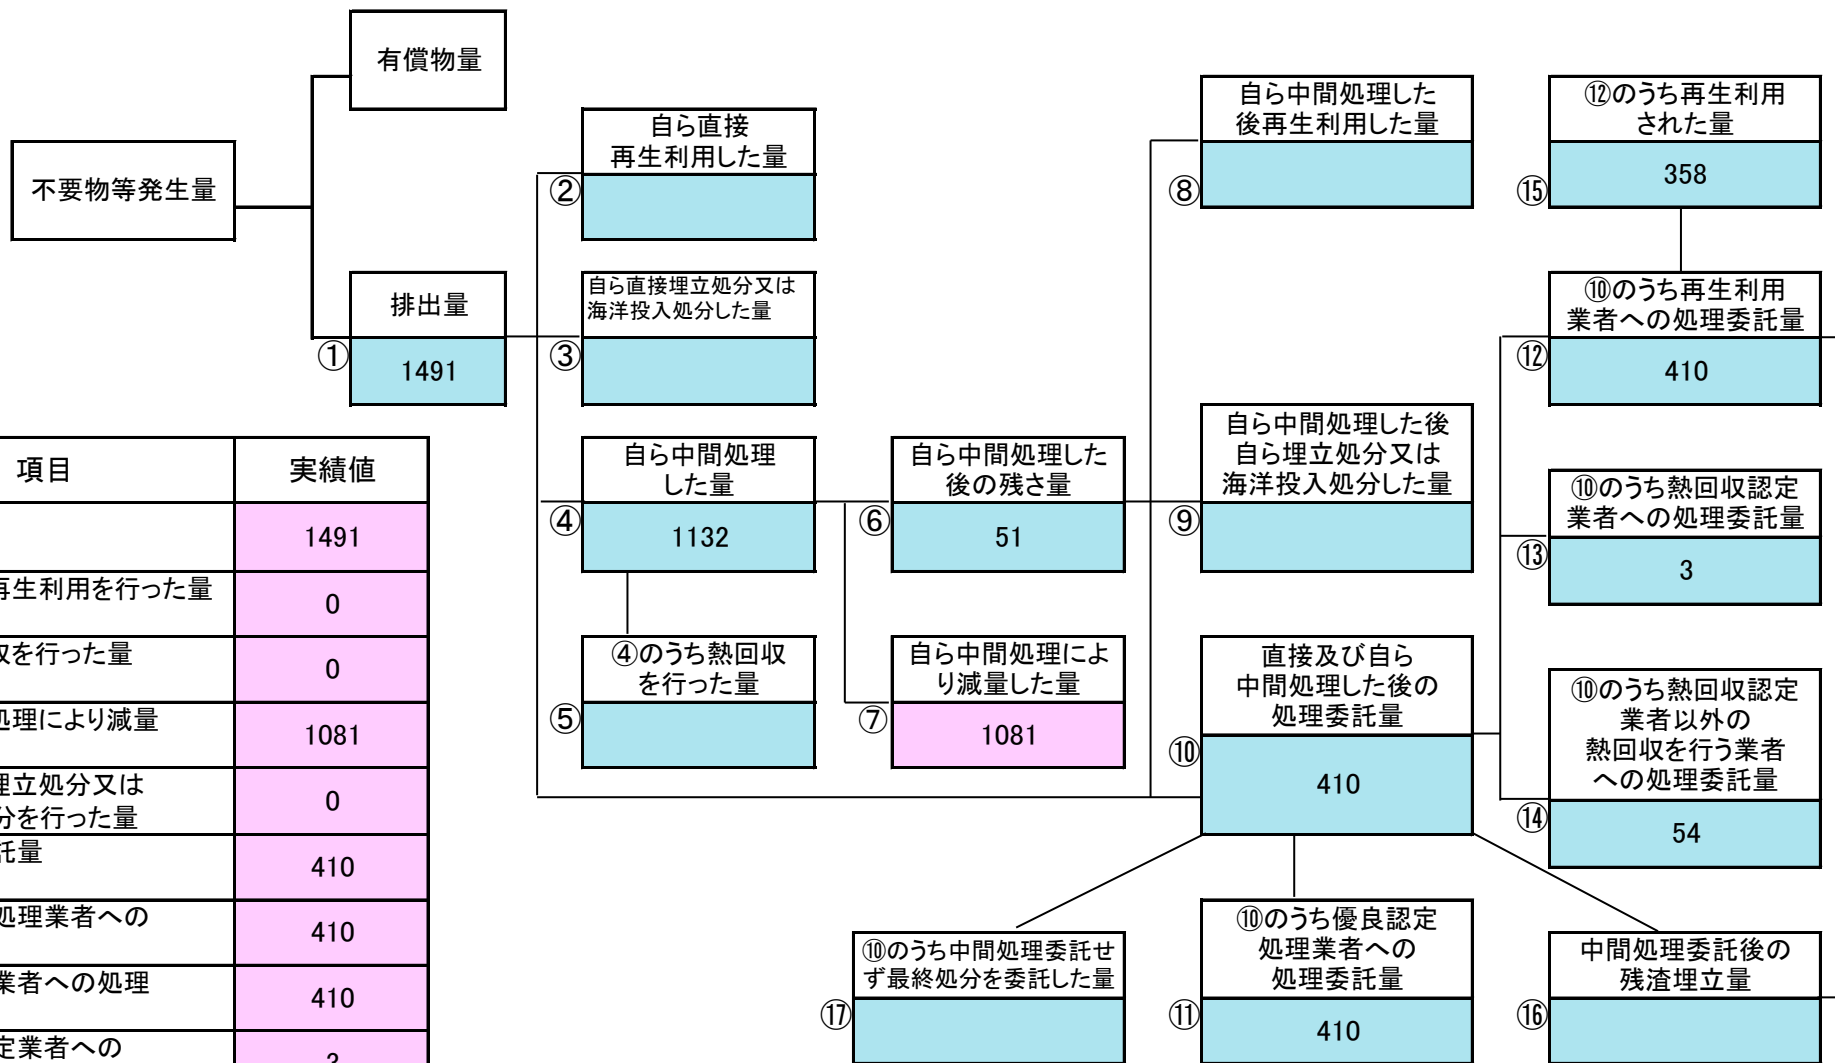 有償物量
不要物等発生量
排出量
①
1491
自ら直接
再生利用した量
②
自ら直接埋立処分又は
海洋投入処分した量
③
自ら中間処理
した量
④
1132
④のうち熱回収
を行った量
⑤
自ら中間処理した
後の残さ量
⑥
51
自ら中間処理によ
り減量した量
⑦
1081
自ら中間処理した
後再生利用した量
⑧
自ら中間処理した後
自ら埋立処分又は
海洋投入処分した量
⑨
直接及び自ら
中間処理した後の
処理委託量
⑩
410
⑫のうち再生利用
された量
⑮
358
⑩のうち再生利用
業者への処理委託量
⑫
410
⑩のうち熱回収認定
業者への処理委託量
⑬
3
⑩のうち熱回収認定
業者以外の
熱回収を行う業者
への処理委託量
⑭
54
⑩のうち中間処理委託せ
ず最終処分を委託した量
⑰
⑩のうち優良認定
処理業者への
処理委託量
⑪
410
中間処理委託後の
残渣埋立量
⑯
項目 実績値
1491
再生利用を行った量 0
収を行った量 0
処理により減量 1081
埋立処分又は
分を行った量 0
託量 410
処理業者への 410
業者への処理 410
定業者への